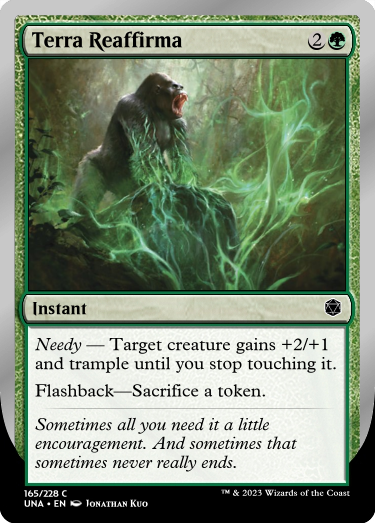 Terra Reaffirma 2
Instant
Needy — Target creature gains +2/+1
and trample until you stop touching it.
Flashback—Sacrifice a token.
Sometimes all you need it a little
encouragement. And sometimes that
sometimes never really ends.
165/228 C ™ & 2023 Wizards of the Coast
UNA • EN Jonathan Kuo